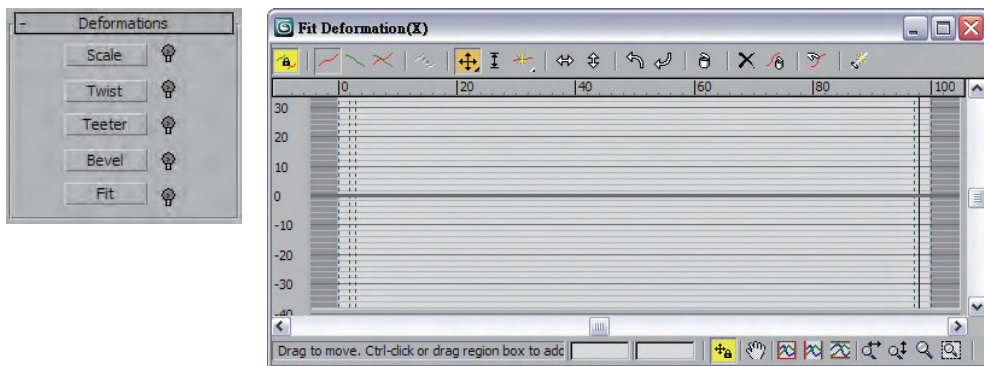 - Deformations
Scale
Twist
Teeter
Bevel
Fit
Fit Deformation(X)
0 20 40 60 80 100
30
20
10
0
-10
-20
-30
-40
Drag to move. Ctrl-click or drag region box to add